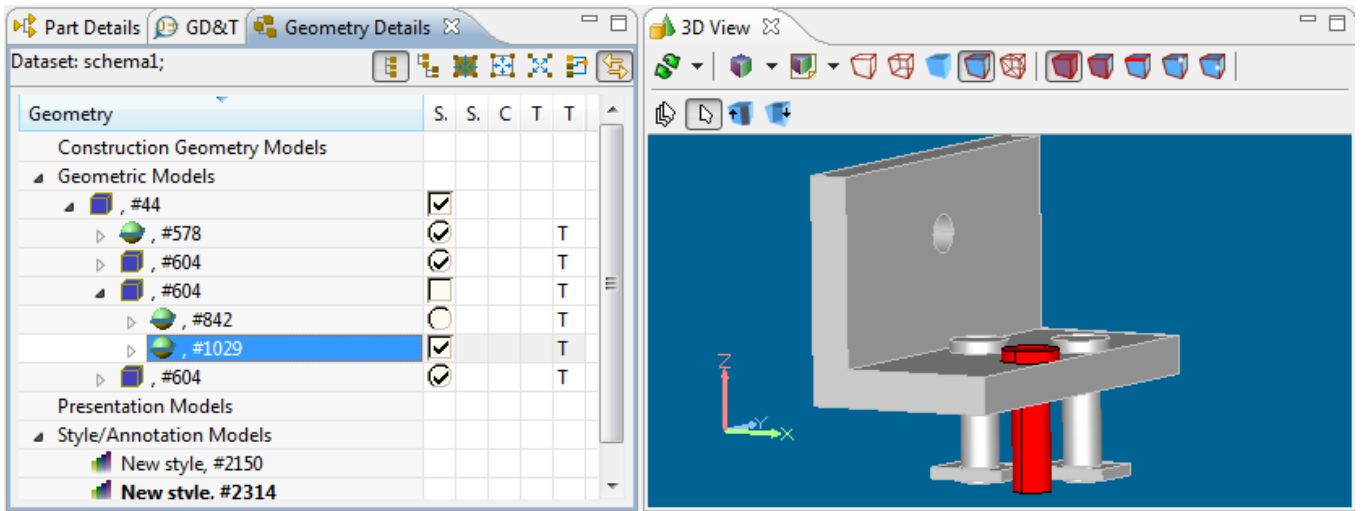 Part Details GD&T Geometry Details 3D View
Dataset: schema1;
Geometry S. S. C T T
Construction Geometry Models
Geometric Models
, #44
, #578 T
, #604 T
, #604 T
, #842 T
, #1029 T
, #604 T
Presentation Models
Style/Annotation Models
New style, #2150
New style, #2314
Z
Y
X